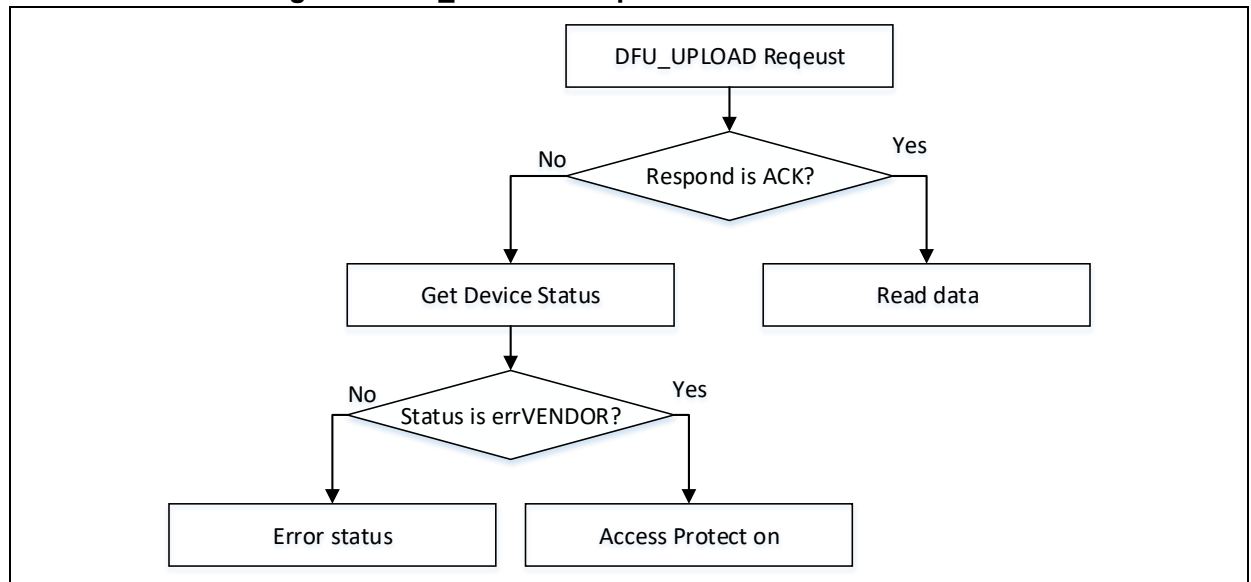 DFU_UPLOAD Reqeust
No
Yes
Respond is ACK?
Get Device Status
Read data
No
Yes
Status is errVENDOR?
Error status
Access Protect on